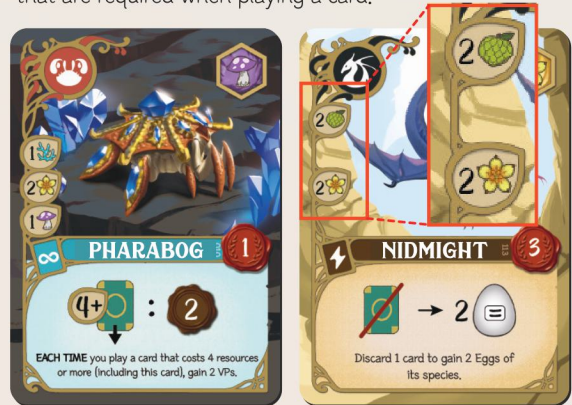 that are required when playing a card.
1
2
1
PHARABOG
1
4+ : 2
EACH TIME you play a card that costs 4 resources
or more (including this card), gain 2 VPs.
2
2
2
2
NIDMIGHT
113
3
→ 2 =
Discard 1 card to gain 2 Eggs of
its species.